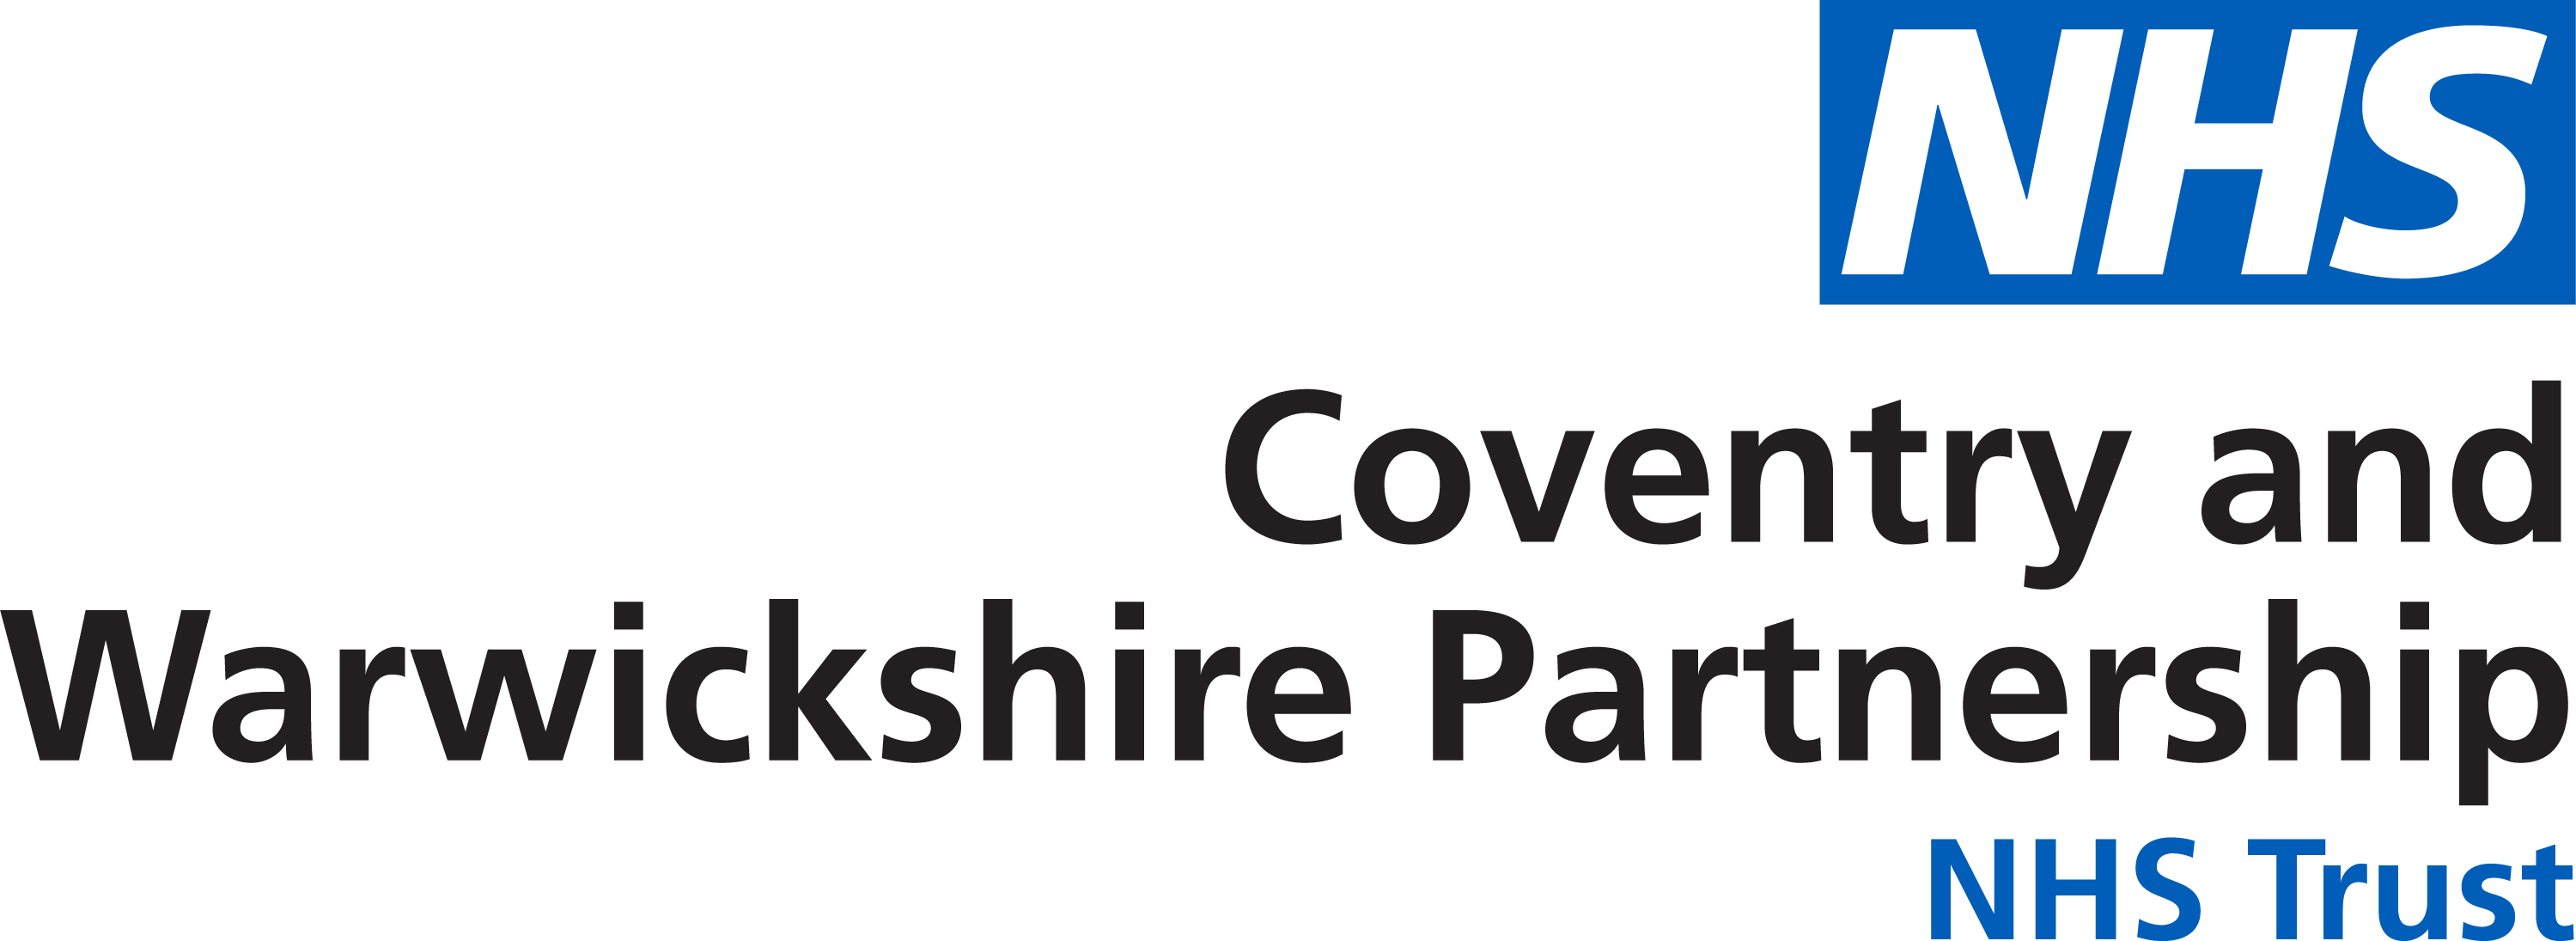 NHS
Coventry and
Warwickshire Partnership
NHS Trust